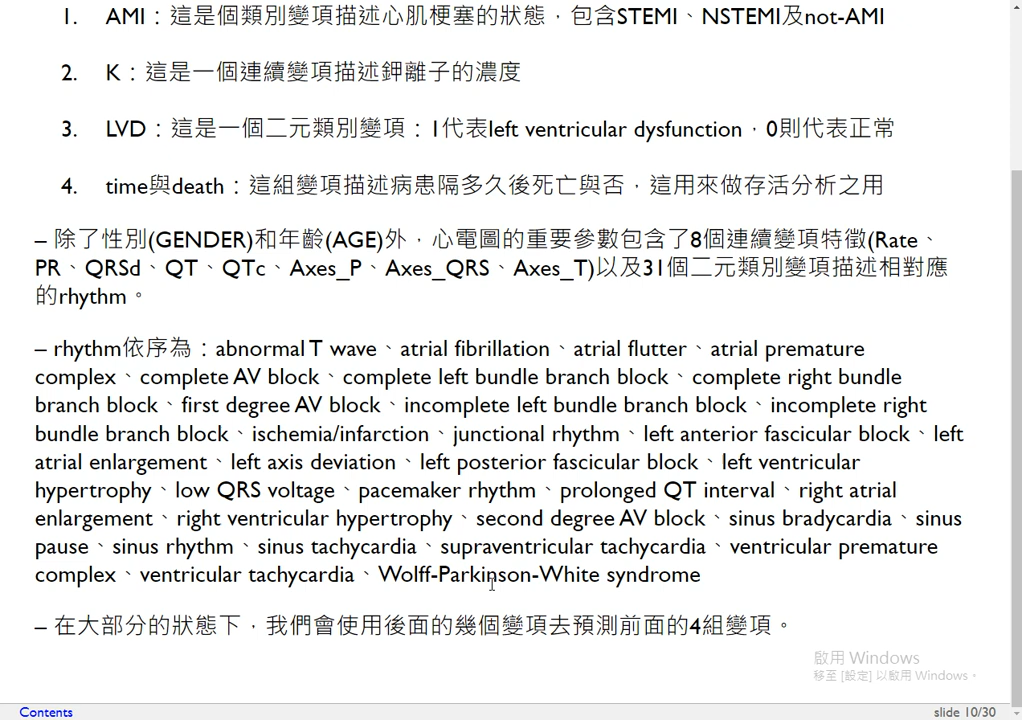 1. AMI：這是個類別變項描述心肌梗塞的狀態，包含STEMI、NSTEMI及not-AMI
2. K：這是一個連續變項描述鉀離子的濃度
3. LVD：這是一個二元類別變項：1代表left ventricular dysfunction，0則代表正常
4. time與death：這組變項描述病患隔多久後死亡與否，這用來做存活分析之用
– 除了性別(GENDER)和年齡(AGE)外，心電圖的重要參數包含了8個連續變項特徵(Rate、
PR、QRSd、QT、QTc、Axes_P、Axes_QRS、Axes_T)以及31個二元類別變項描述相對應
的rhythm。
– rhythm依序為：abnormal T wave、atrial fibrillation、atrial flutter、atrial premature
complex、complete AV block、complete left bundle branch block、complete right bundle
branch block、first degree AV block、incomplete left bundle branch block、incomplete right
bundle branch block、ischemia/infarction、junctional rhythm、left anterior fascicular block、left
atrial enlargement、left axis deviation、left posterior fascicular block、left ventricular
hypertrophy、low QRS voltage、pacemaker rhythm、prolonged QT interval、right atrial
enlargement、right ventricular hypertrophy、second degree AV block、sinus bradycardia、sinus
pause、sinus rhythm、sinus tachycardia、supraventricular tachycardia、ventricular premature
complex、ventricular tachycardia、Wolff-Parkinson-White syndrome
– 在大部分的狀態下，我們會使用後面的幾個變項去預測前面的4組變項。
啟用 Windows
移至 [設定] 以啟用 Windows。
Contents
slide 10/30